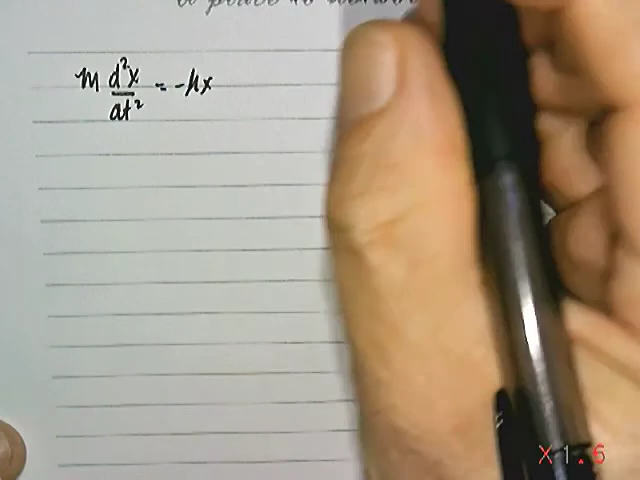 m d²x/dt² = -kx
X1.5